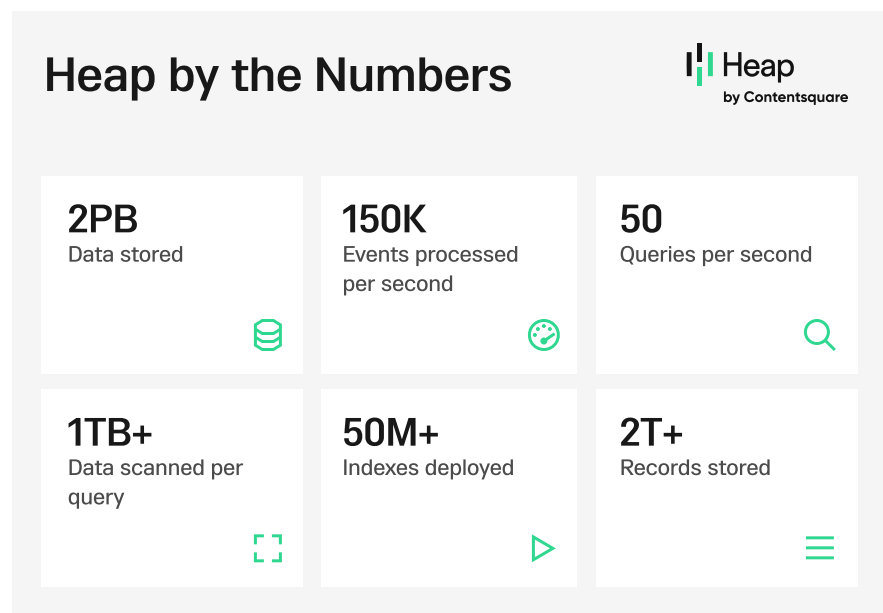 Heap by the Numbers
Heap
by Contentsquare
2PB
Data stored
150K
Events processed
per second
50
Queries per second
1TB+
Data scanned per
query
50M+
Indexes deployed
2T+
Records stored